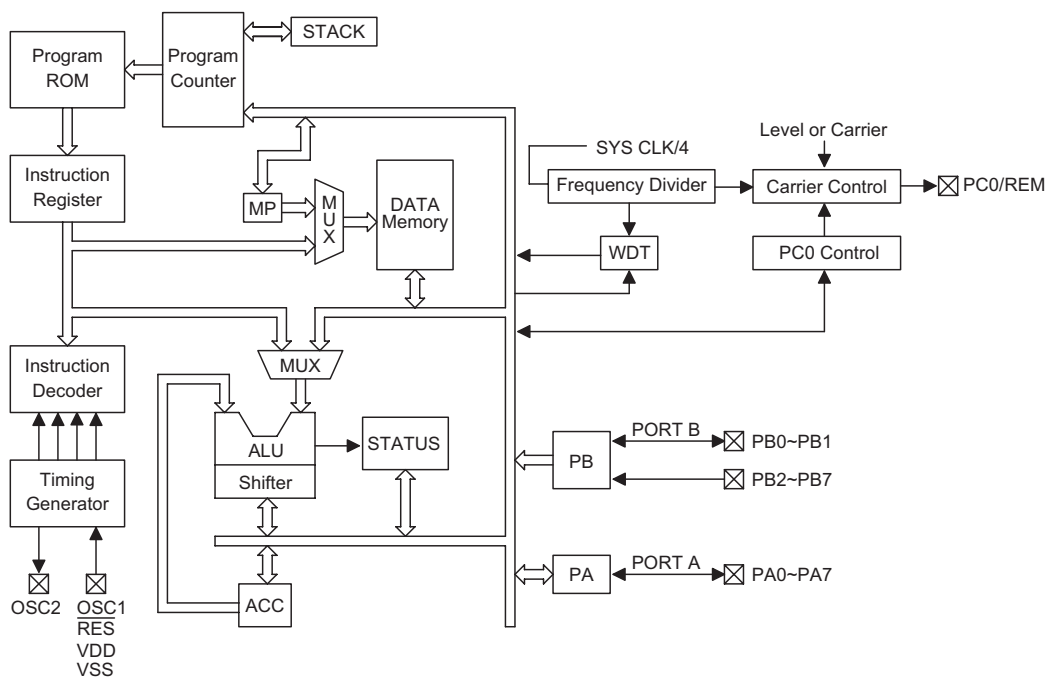 STACK
Program
ROM
Program
Counter
Level or Carrier
SYS CLK/4
Instruction
Register
MP
M
U
X
DATA
Memory
Frequency Divider
Carrier Control
PC0/REM
WDT
PC0 Control
Instruction
Decoder
MUX
ALU
STATUS
Shifter
PORT B
PB
PB0~PB1
PB2~PB7
Timing
Generator
PORT A
PA
PA0~PA7
ACC
OSC2
OSC1
RES
VDD
VSS